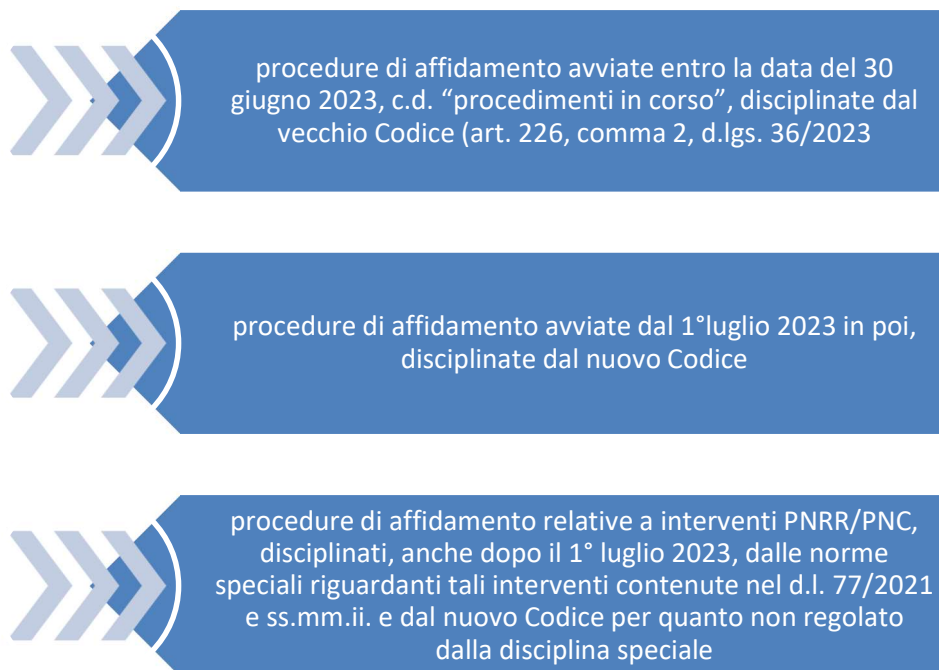 procedure di affidamento avviate entro la data del 30
giugno 2023, c.d. “procedimenti in corso”, disciplinate dal
vecchio Codice (art. 226, comma 2, d.lgs. 36/2023
procedure di affidamento avviate dal 1°luglio 2023 in poi,
disciplinate dal nuovo Codice
procedure di affidamento relative a interventi PNRR/PNC,
disciplinati, anche dopo il 1° luglio 2023, dalle norme
speciali riguardanti tali interventi contenute nel d.l. 77/2021
e ss.mm.ii. e dal nuovo Codice per quanto non regolato
dalla disciplina speciale